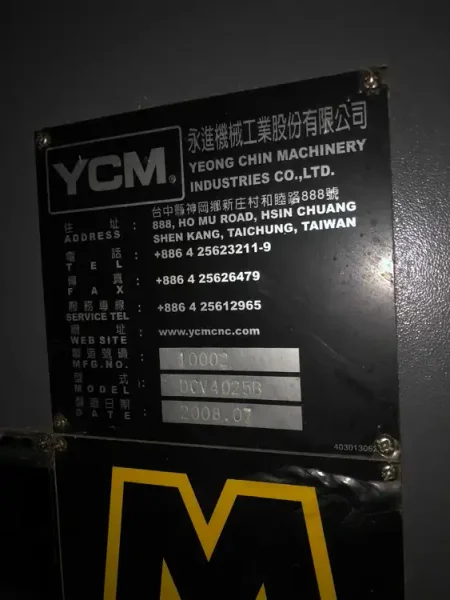 YCM®
永進機械工業股份有限公司
YEONG CHIN MACHINERY
INDUSTRIES CO.,LTD.
台中縣神岡鄉新庄村和睦路888號
住 址 : 888, HO MU ROAD, HSIN CHUANG
ADDRESS SHEN KANG, TAICHUNG, TAIWAN
電 話 : +886 4 25623211-9
TEL
傳 真 : +886 4 25626479
FAX
服務專線 : +886 4 25612965
SERVICE TEL
網 址 : www.ycmcnc.com
WEB SITE
製造號碼 : 10002
MFG.NO.
型 式 : DCV4025B
MODEL
製造日期 : 2008.07
DATE
M